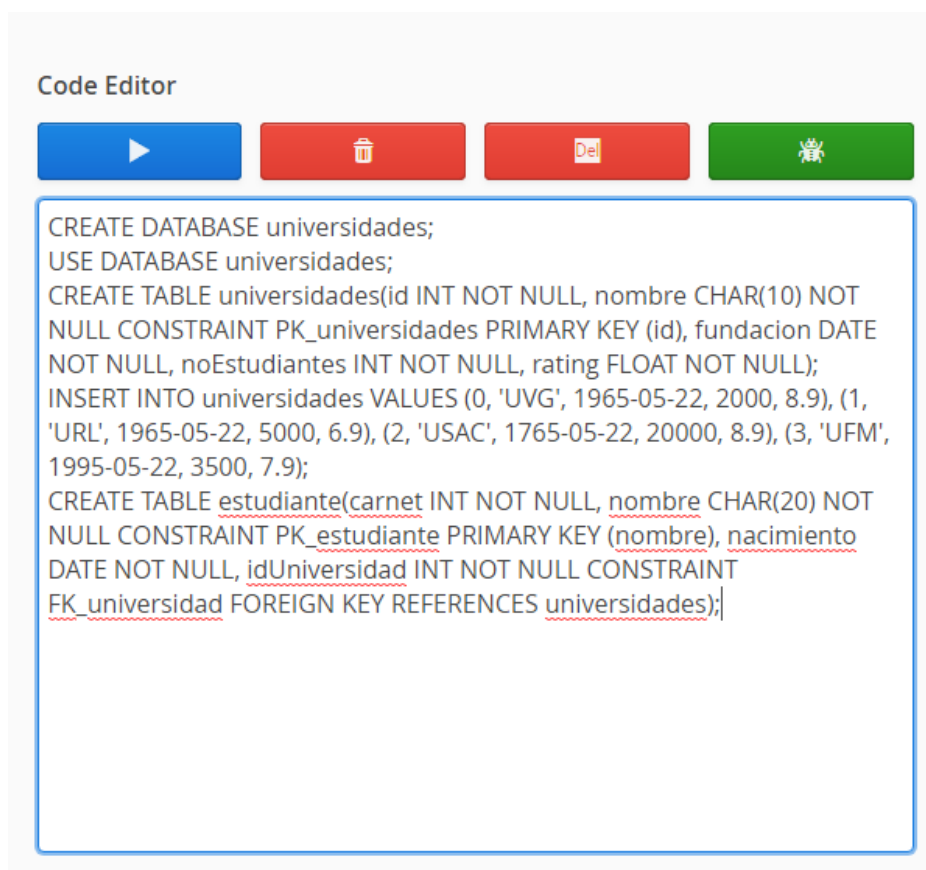 Code Editor
Del
CREATE DATABASE universidades;
USE DATABASE universidades;
CREATE TABLE universidades(id INT NOT NULL, nombre CHAR(10) NOT
NULL CONSTRAINT PK_universidades PRIMARY KEY (id), fundacion DATE
NOT NULL, noEstudiantes INT NOT NULL, rating FLOAT NOT NULL);
INSERT INTO universidades VALUES (0, 'UVG', 1965-05-22, 2000, 8.9), (1,
'URL', 1965-05-22, 5000, 6.9), (2, 'USAC', 1765-05-22, 20000, 8.9), (3, 'UFM',
1995-05-22, 3500, 7.9);
CREATE TABLE estudiante(carnet INT NOT NULL, nombre CHAR(20) NOT
NULL CONSTRAINT PK_estudiante PRIMARY KEY (nombre), nacimiento
DATE NOT NULL, idUniversidad INT NOT NULL CONSTRAINT
FK_universidad FOREIGN KEY REFERENCES universidades);